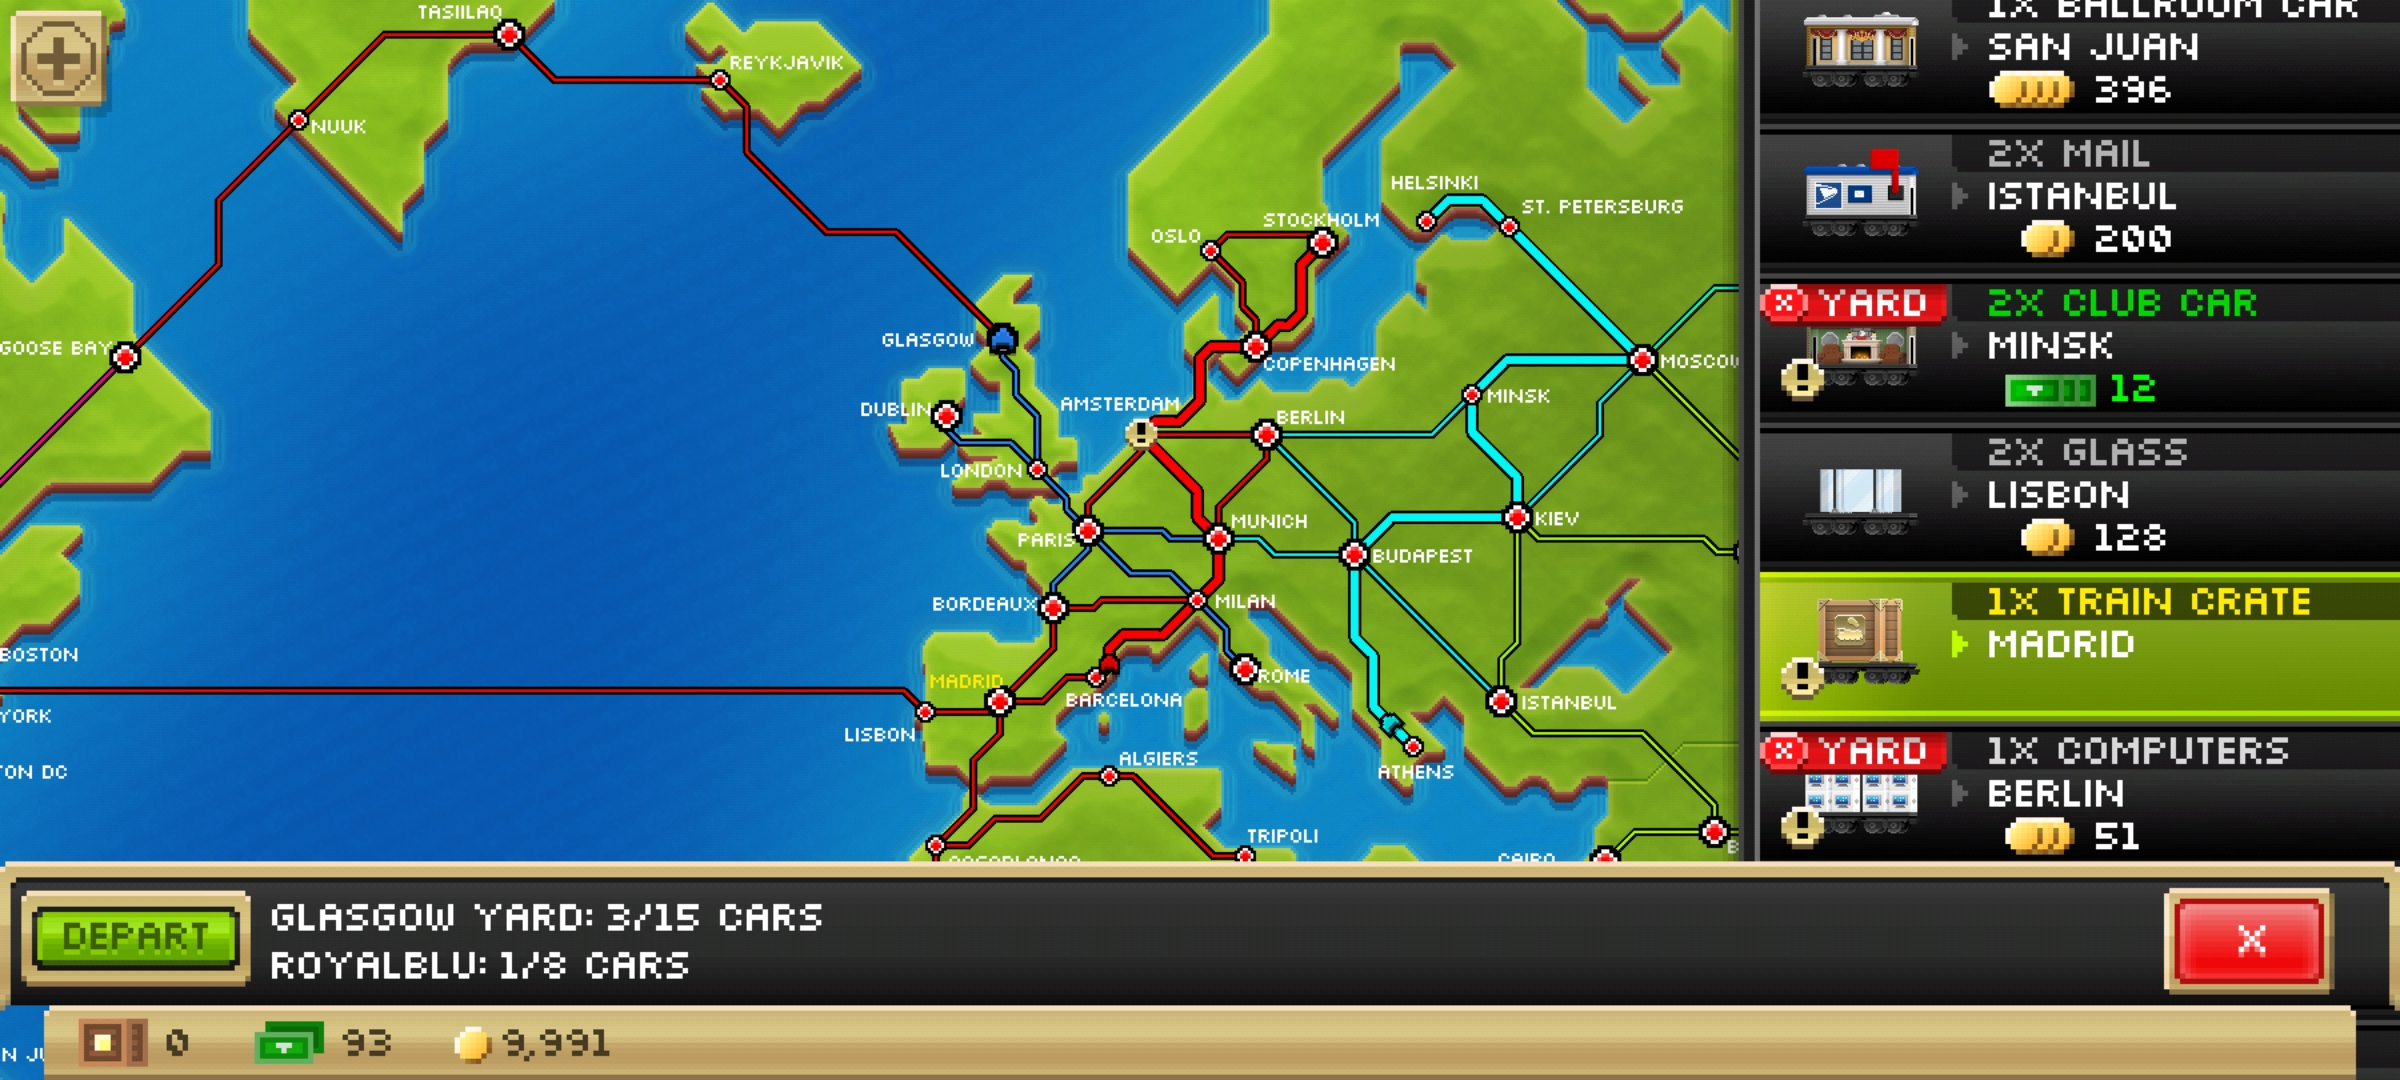 TASIILAQ
REYKJAVIK
NUUK
HELSINKI
ST. PETERSBURG
STOCKHOLM
OSLO
GLASGOW
GOOSE BAY
COPENHAGEN
MOSCOW
MINSK
DUBLIN
AMSTERDAM
BERLIN
LONDON
PARIS
MUNICH
KIEV
BUDAPEST
BORDEAUX
MILAN
BOSTON
MADRID
ROME
BARCELONA
YORK
LISBON
ISTANBUL
ON DC
ALGIERS
ATHENS
TRIPOLI
CASABLANCA
CAIRO
B
1X BALLROOM CAR
SAN JUAN
396
2X MAIL
ISTANBUL
200
YARD
2X CLUB CAR
MINSK
12
2X GLASS
LISBON
128
1X TRAIN CRATE
MADRID
YARD
1X COMPUTERS
BERLIN
51
DEPART
GLASGOW YARD: 3/15 CARS
ROYALBLU: 1/8 CARS
X
N JU
0
93
9,991